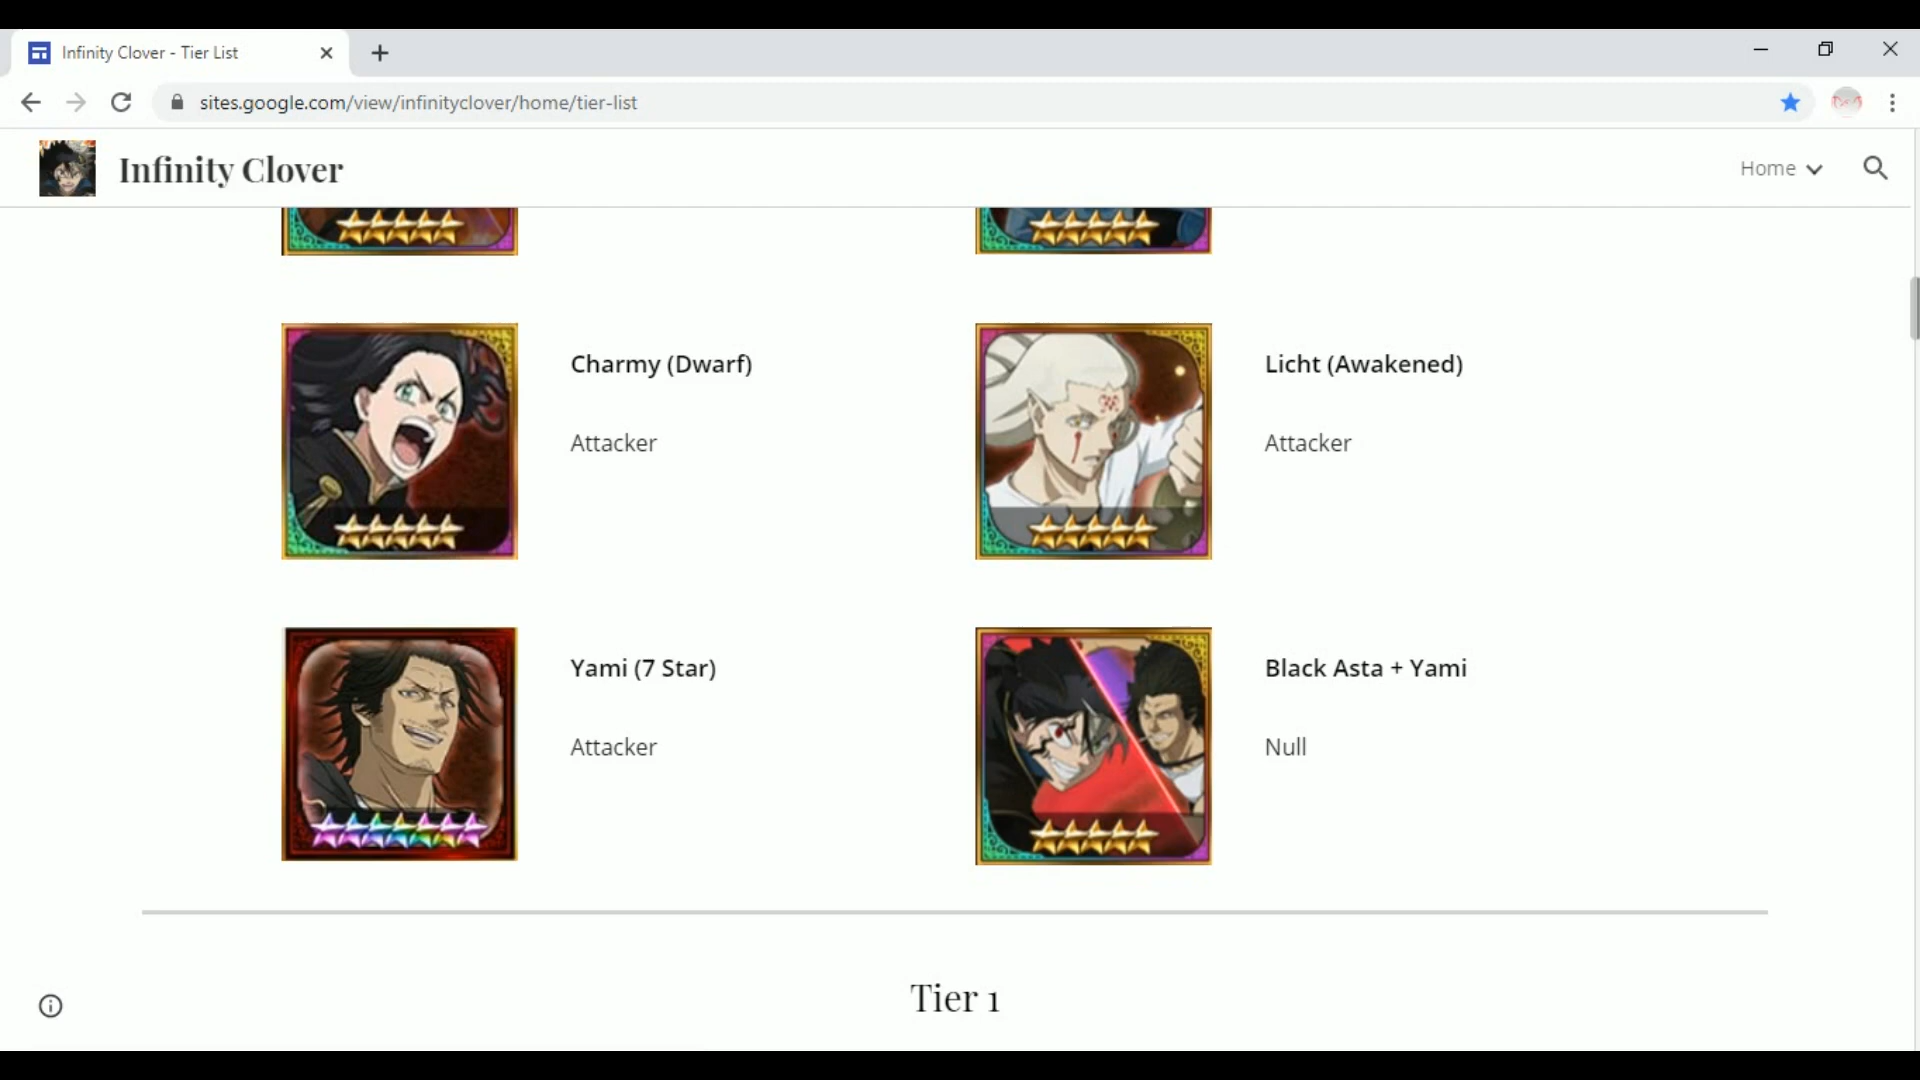 Infinity Clover - Tier List
sites.google.com/view/infinityclover/home/tier-list
Infinity Clover
Home
Charmy (Dwarf)
Attacker
Licht (Awakened)
Attacker
Yami (7 Star)
Attacker
Black Asta + Yami
Null
Tier 1